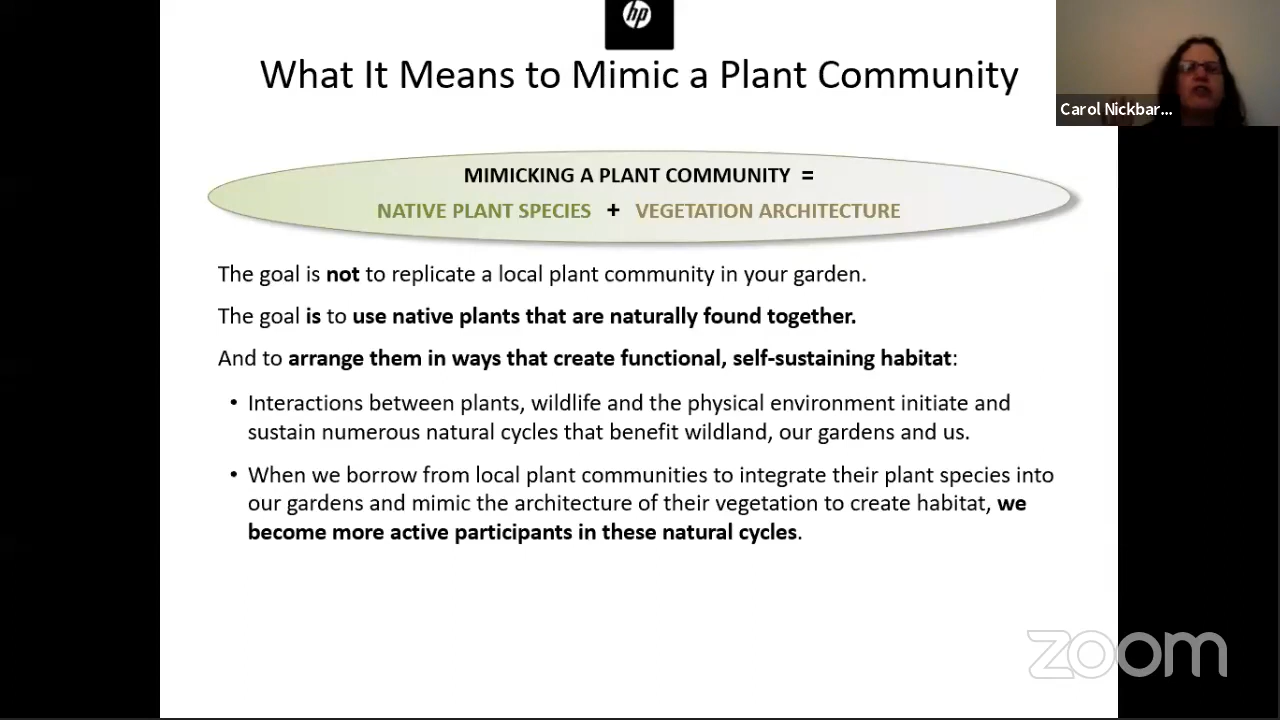 hp
What It Means to Mimic a Plant Community
Carol Nickbar...
MIMICKING A PLANT COMMUNITY =
NATIVE PLANT SPECIES + VEGETATION ARCHITECTURE
The goal is not to replicate a local plant community in your garden.
The goal is to use native plants that are naturally found together.
And to arrange them in ways that create functional, self-sustaining habitat:
• Interactions between plants, wildlife and the physical environment initiate and
sustain numerous natural cycles that benefit wildland, our gardens and us.
• When we borrow from local plant communities to integrate their plant species into
our gardens and mimic the architecture of their vegetation to create habitat, we
become more active participants in these natural cycles.
zoom